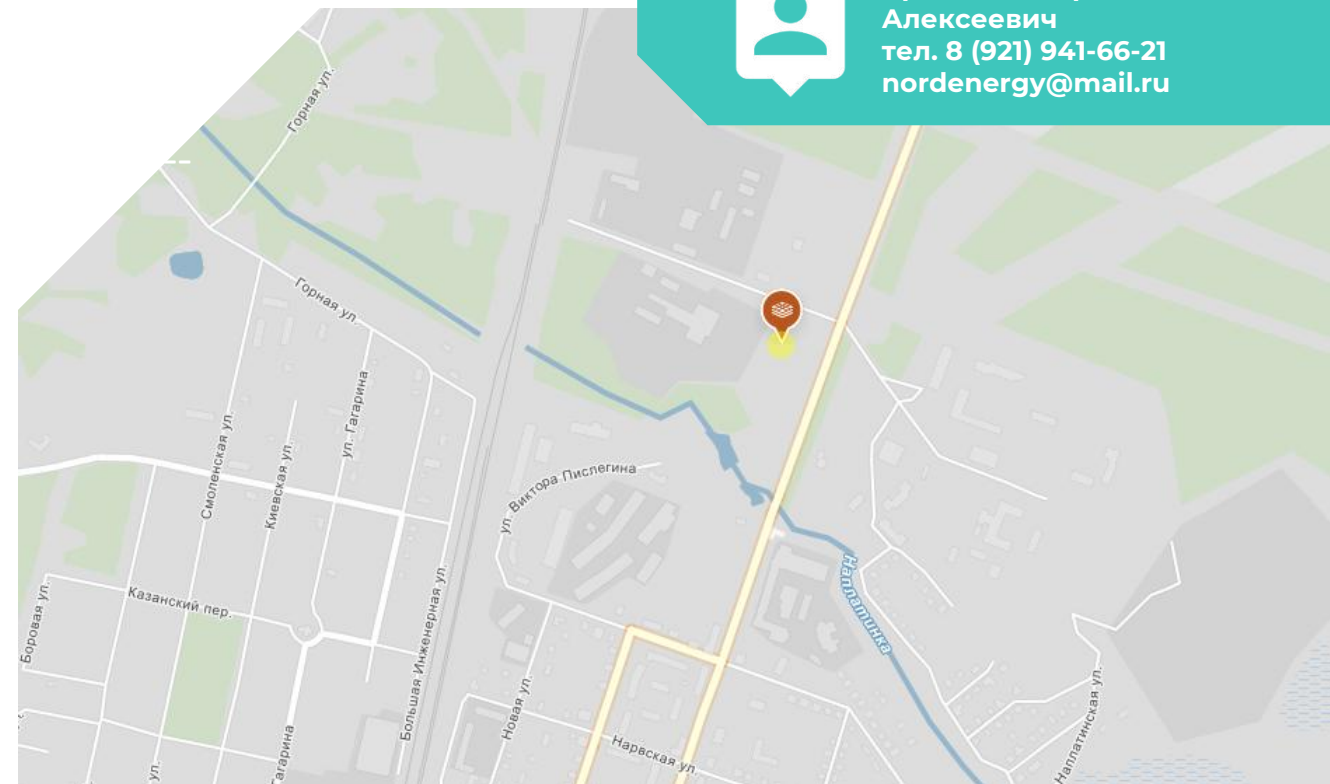 Алексеевич
тел. 8 (921) 941-66-21
nordenergy@mail.ru
Горная ул.
Горная ул.
ул. Гагарина
Смоленская ул.
Киевская ул.
ул. Виктора Пислегина
Казанский пер.
Боровая ул.
Большая Инженерная ул.
Наплатинка
Новая ул.
Нарвская ул.
Наплатинская ул.
Гагарина
ул.